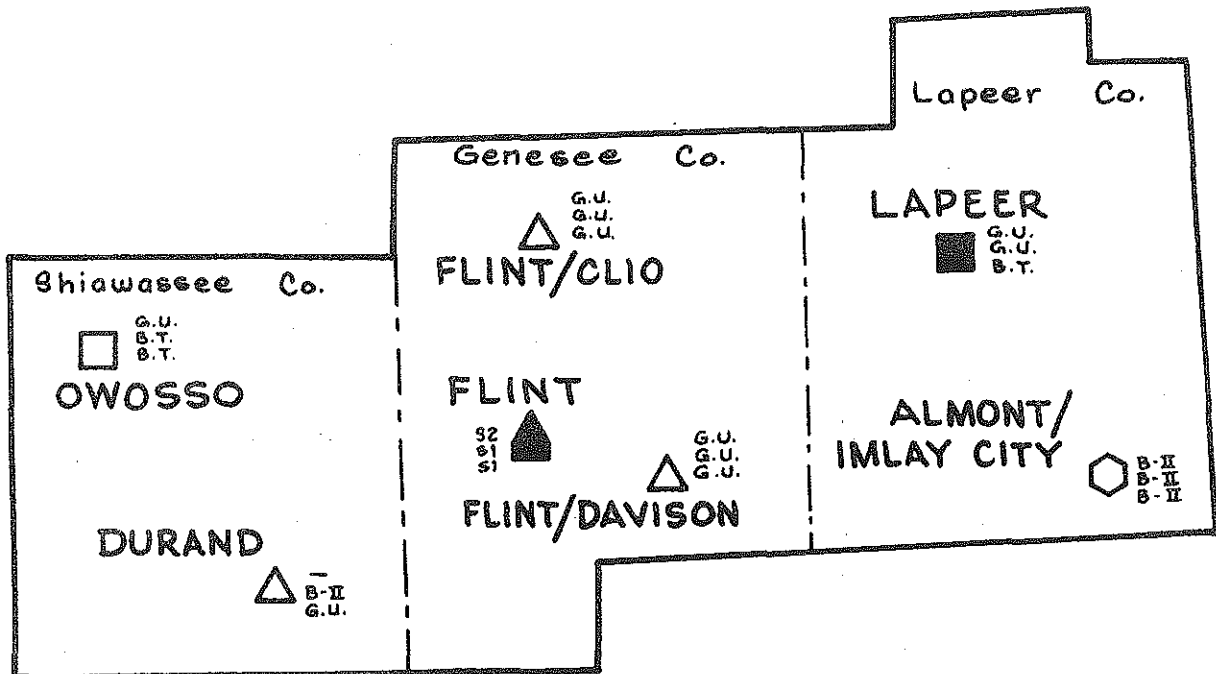 Lapeer Co.
Genesee Co.
Shiawassee Co.
LAPEER
G.U.
G.U.
B.T.
G.U.
G.U.
G.U.
FLINT/CLIO
G.U.
B.T.
B.T.
OWOSSO
FLINT
S2
S1
S1
G.U.
G.U.
G.U.
FLINT/DAVISON
ALMONT/
IMLAY CITY
B-II
B-II
B-II
DURAND
—
B-II
G.U.